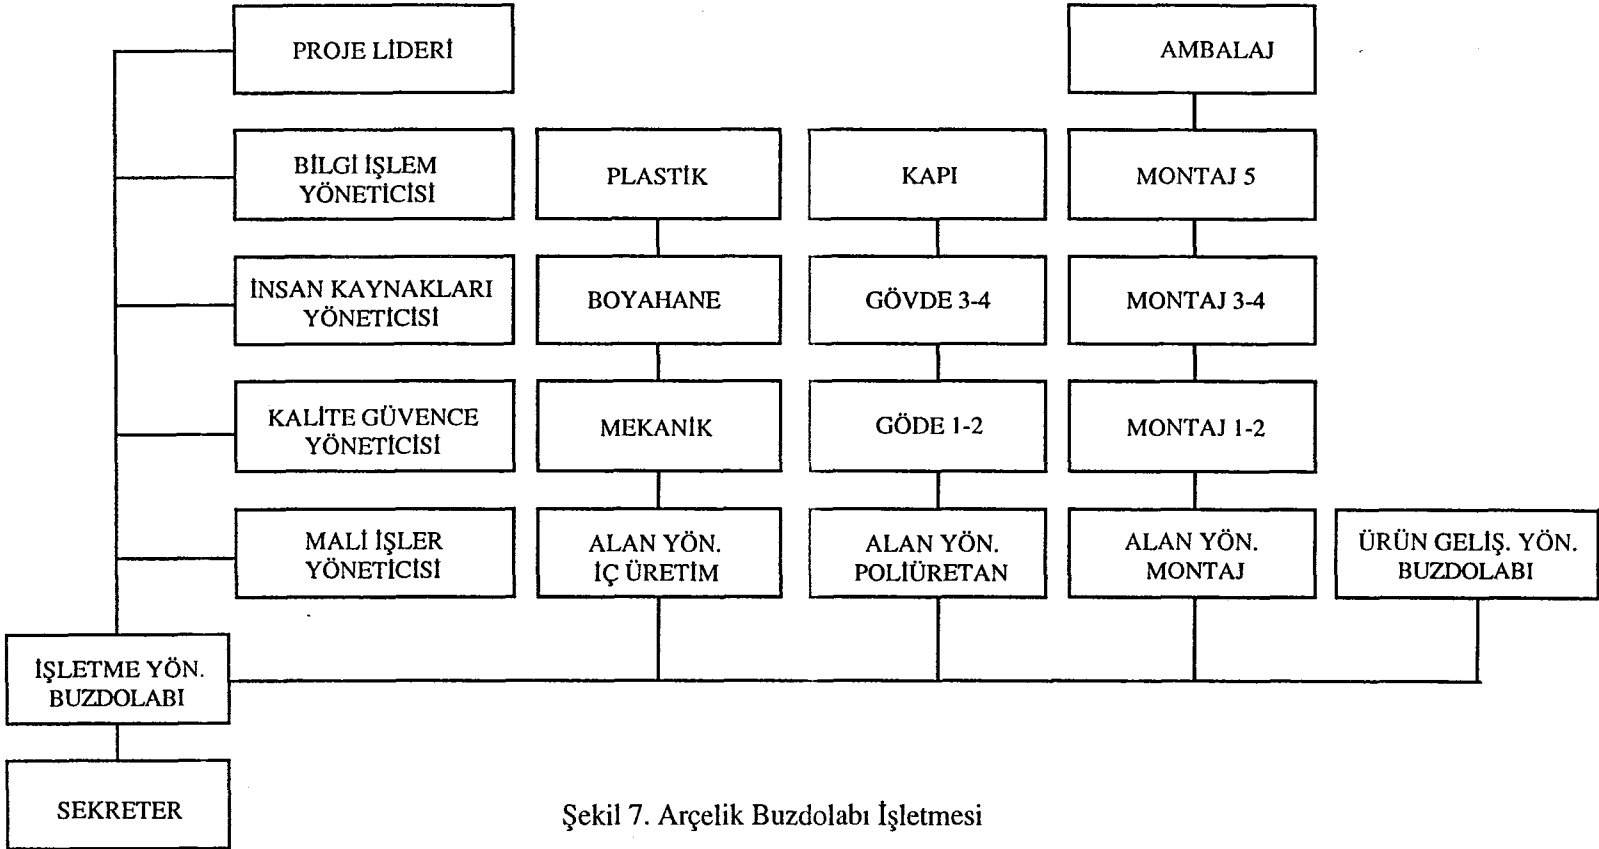 PROJE LİDERİ
AMBALAJ
BİLGİ İŞLEM
YÖNETİCİSİ
PLASTİK
KAPI
MONTAJ 5
İNSAN KAYNAKLARI
YÖNETİCİSİ
BOYAHANE
GÖVDE 3-4
MONTAJ 3-4
KALİTE GÜVENCE
YÖNETİCİSİ
MEKANİK
GÖDE 1-2
MONTAJ 1-2
MALİ İŞLER
YÖNETİCİSİ
ALAN YÖN.
İÇ ÜRETİM
ALAN YÖN.
POLİÜRETAN
ALAN YÖN.
MONTAJ
ÜRÜN GELİŞ. YÖN.
BUZDOLABI
İŞLETME YÖN.
BUZDOLABI
SEKRETER
Şekil 7. Arçelik Buzdolabı İşletmesi